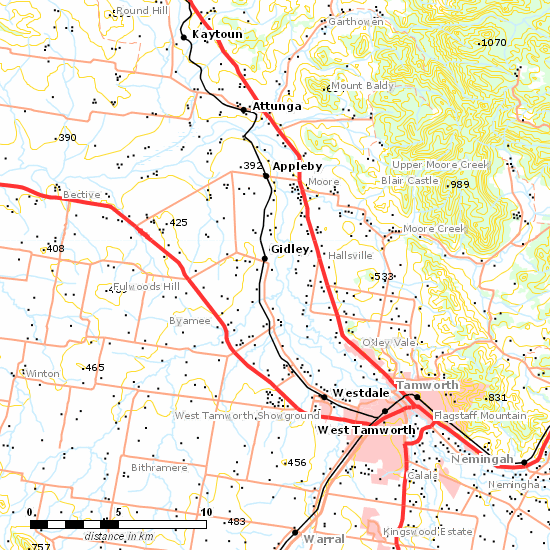 Round Hill
Garthowen
Kaytoun
.1070
Mount Baldy
Attunga
.390
.392
Appleby
Upper Moore Creek
Moore
Blair Castle
.989
Bective
.425
Moore Creek
.408
Gidley
Hallsville
.533
Fulwoods Hill
Byamee
Oxley Vale
.465
Winton
Tamworth
Westdale
.831
West Tamworth Showground
Flagstaff Mountain
West Tamworth
Bithramere
.456
Nemingah
Calala
Nemingha
0
5
10
distance in km
.483
Kingswood Estate
Warral
.757